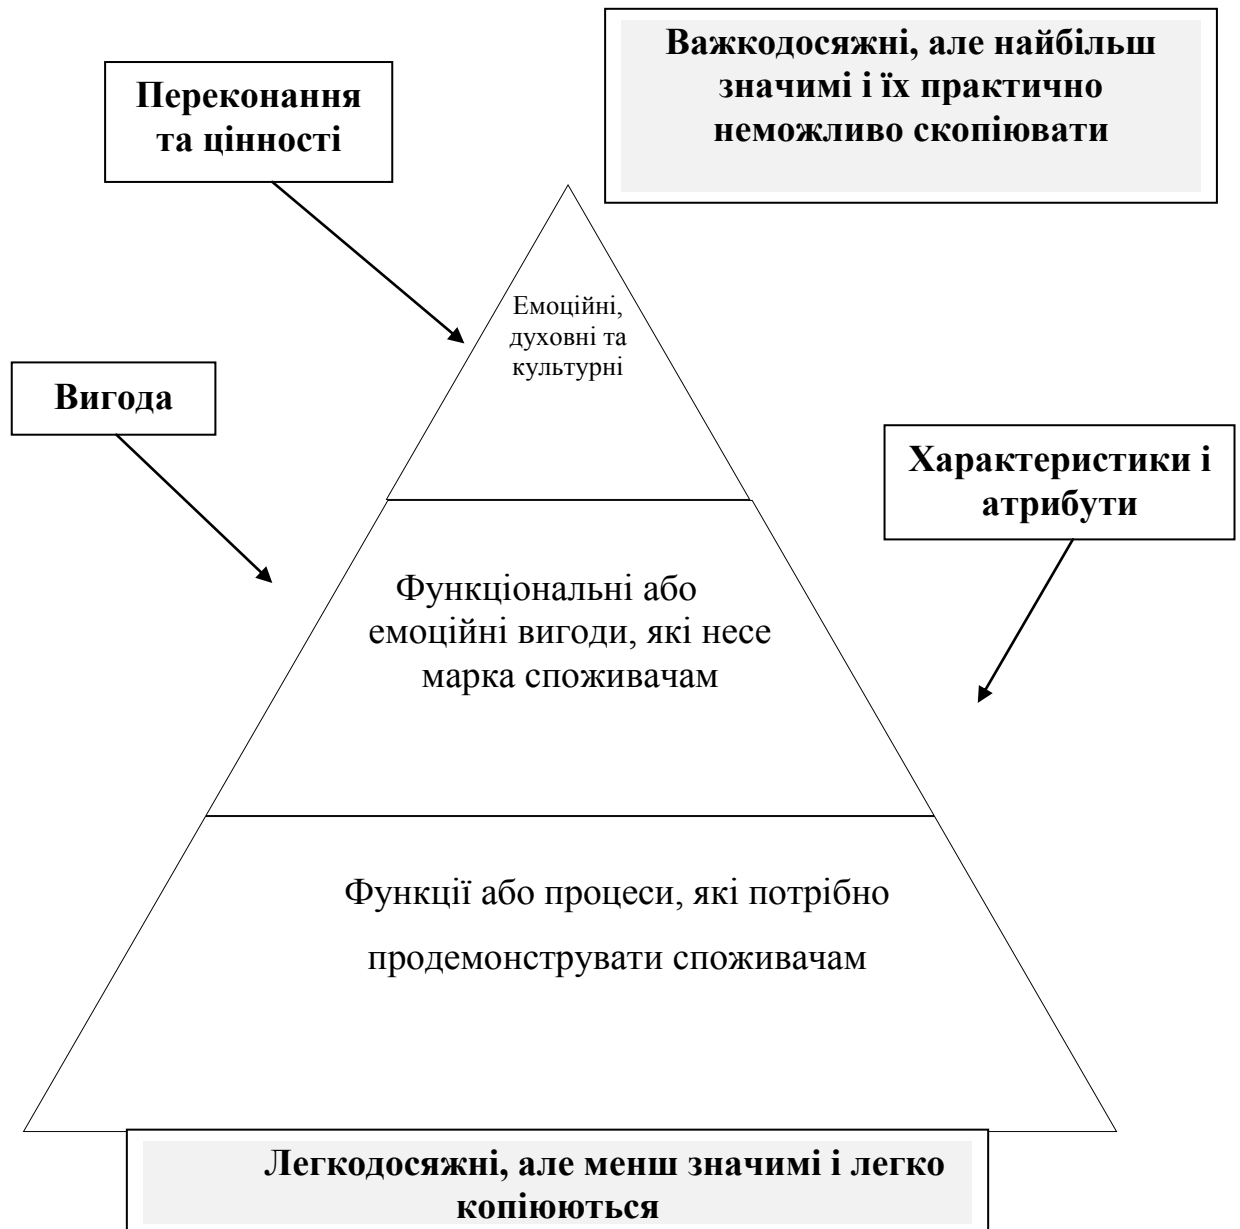 Важкодосяжні, але найбільш
значимі і їх практично
неможливо скопіювати
Переконання
та цінності
Емоційні,
духовні та
культурні
Вигода
Характеристики і
атрибути
Функціональні або
емоційні вигоди, які несе
марка споживачам
Функції або процеси, які потрібно
продемонструвати споживачам
Легкодосяжні, але менш значимі і легко
копіюються